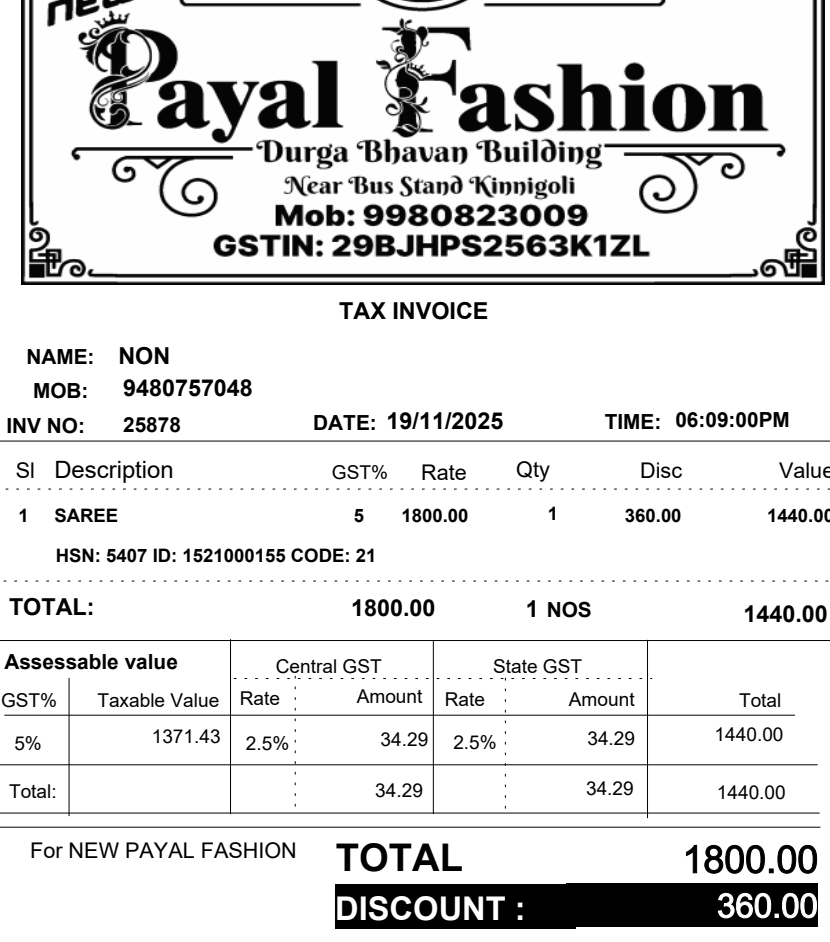 new
Payal Fashion
Durga Bhavan Building
Near Bus Stand Kinnigoli
Mob: 9980823009
GSTIN: 29BJHPS2563K1ZL
TAX INVOICE
NAME: NON
MOB: 9480757048
INV NO: 25878 DATE: 19/11/2025 TIME: 06:09:00PM
Sl Description GST% Rate Qty Disc Value
1 SAREE 5 1800.00 1 360.00 1440.00
HSN: 5407 ID: 1521000155 CODE: 21
TOTAL: 1800.00 1 NOS 1440.00
Assessable value Central GST State GST
GST% Taxable Value Rate Amount Rate Amount Total
5% 1371.43 2.5% 34.29 2.5% 34.29 1440.00
Total: 34.29 34.29 1440.00
For NEW PAYAL FASHION TOTAL 1800.00
DISCOUNT : 360.00